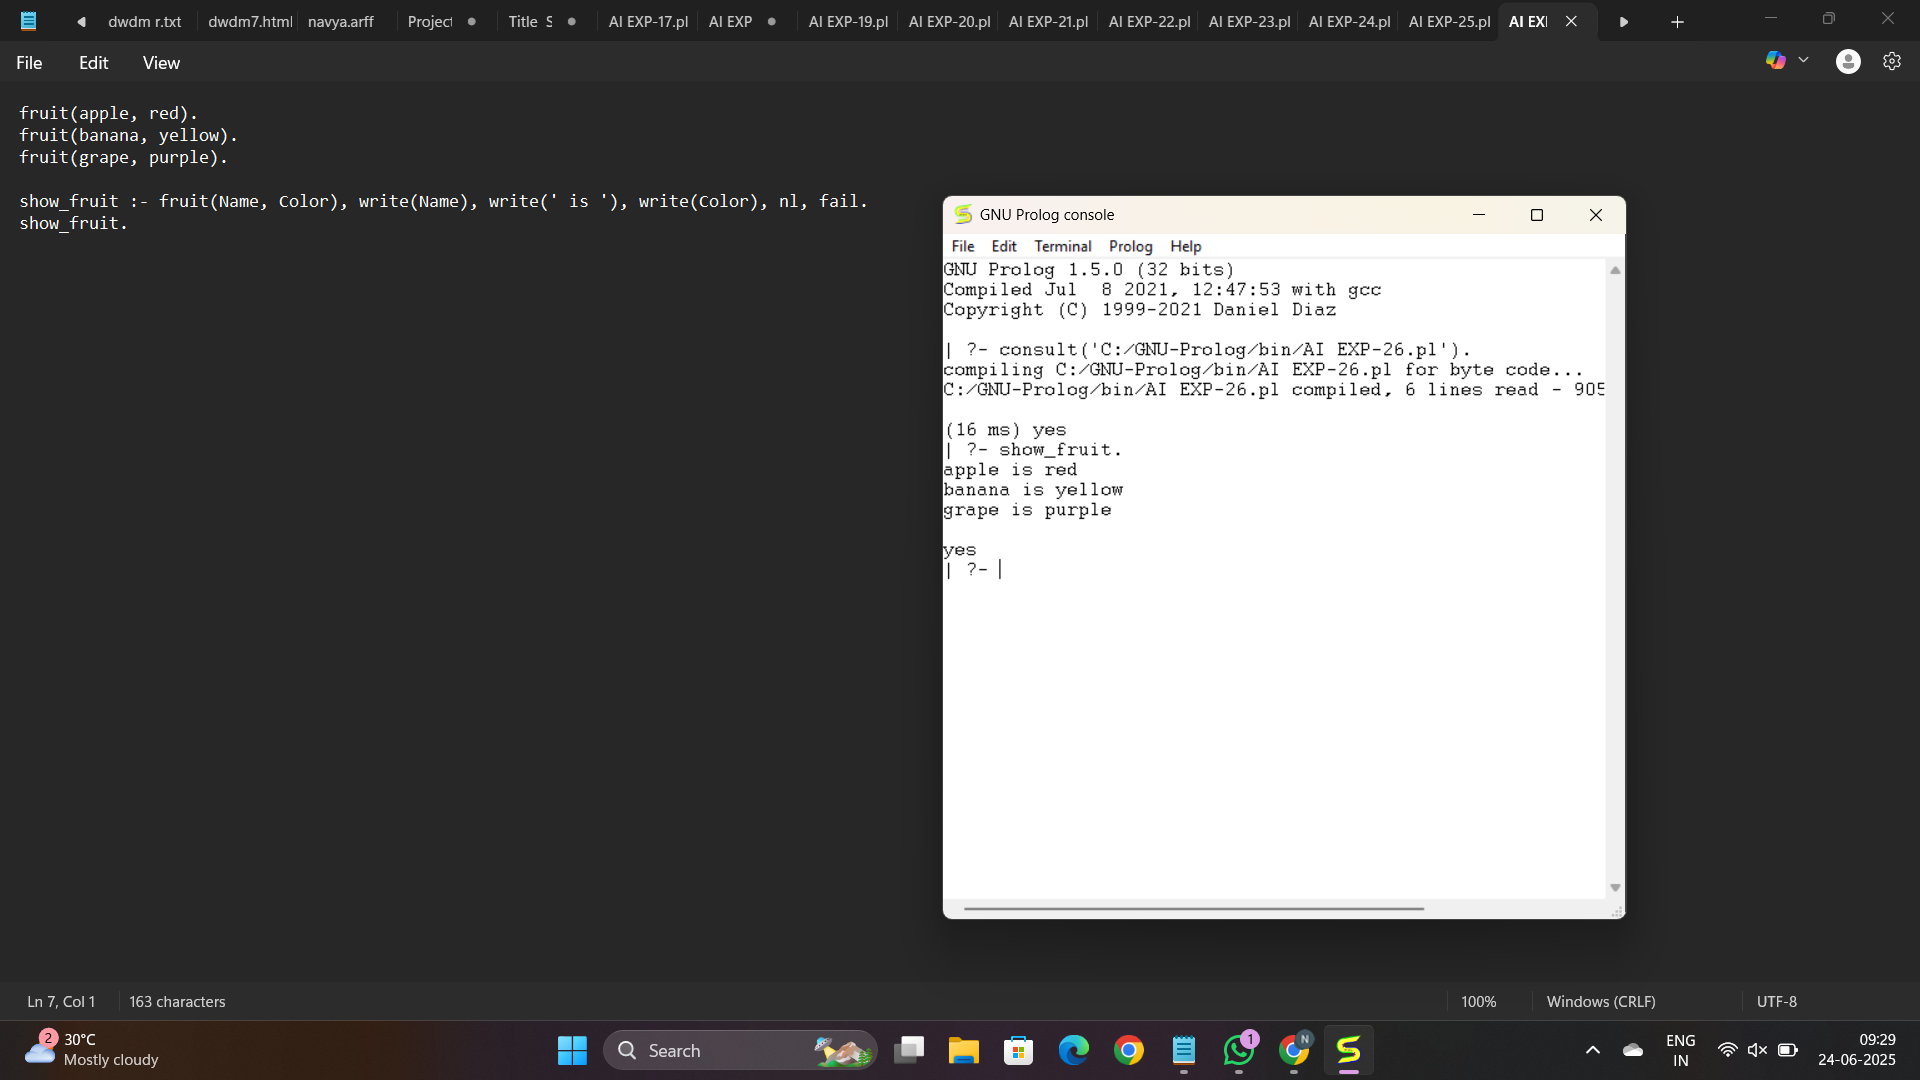 dwdm r.txt
dwdm7.html
navya.arff
Project
Title S
AI EXP-17.pl
AI EXP
AI EXP-19.pl
AI EXP-20.pl
AI EXP-21.pl
AI EXP-22.pl
AI EXP-23.pl
AI EXP-24.pl
AI EXP-25.pl
AI EX
File Edit View
fruit(apple, red).
fruit(banana, yellow).
fruit(grape, purple).
show_fruit :- fruit(Name, Color), write(Name), write(' is '), write(Color), nl, fail.
show_fruit.
GNU Prolog console
File Edit Terminal Prolog Help
GNU Prolog 1.5.0 (32 bits)
Compiled Jul  8 2021, 12:47:53 with gcc
Copyright (C) 1999-2021 Daniel Diaz
| ?- consult('C:/GNU-Prolog/bin/AI EXP-26.pl').
compiling C:/GNU-Prolog/bin/AI EXP-26.pl for byte code...
C:/GNU-Prolog/bin/AI EXP-26.pl compiled, 6 lines read - 905
(16 ms) yes
| ?- show_fruit.
apple is red
banana is yellow
grape is purple
yes
| ?-
Ln 7, Col 1
163 characters
100%
Windows (CRLF)
UTF-8
2
30°C
Mostly cloudy
Search
1
N
ENG
IN
09:29
24-06-2025